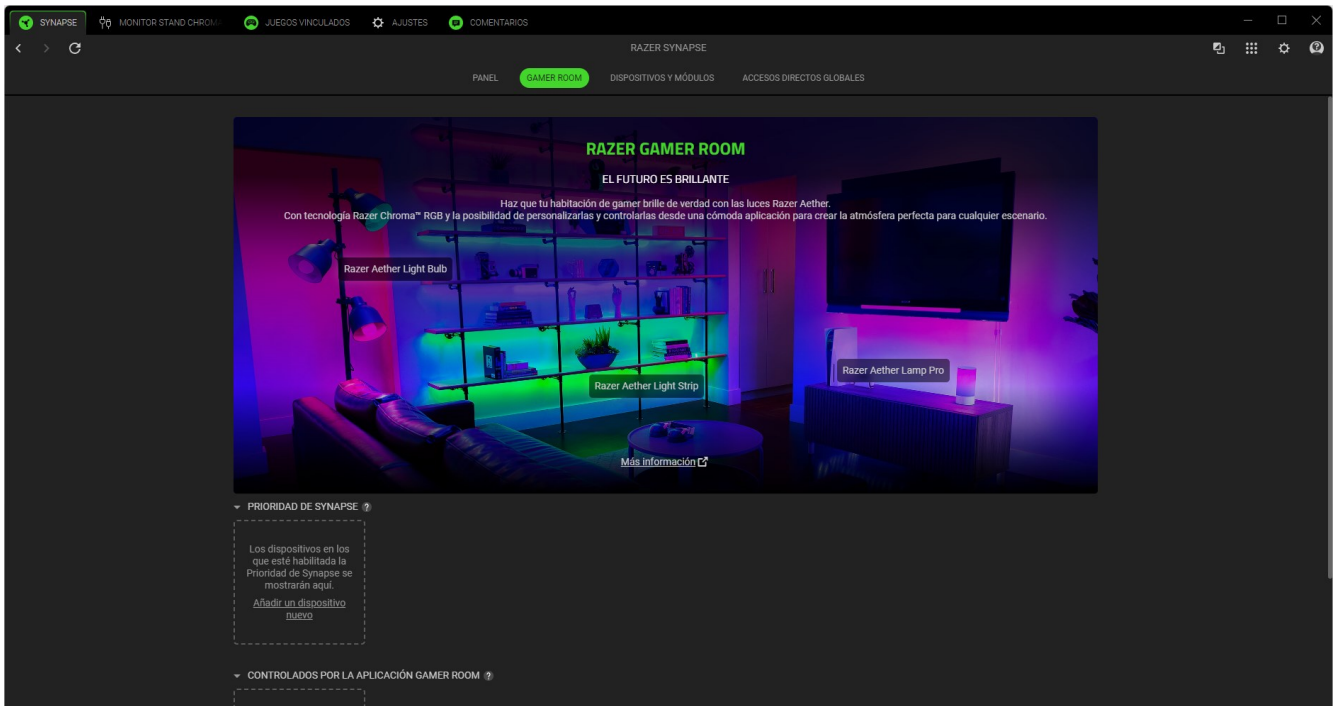 SYNAPSE
MONITOR STAND CHROMA
JUEGOS VINCULADOS
AJUSTES
COMENTARIOS
RAZER SYNAPSE
PANEL
GAMER ROOM
DISPOSITIVOS Y MÓDULOS
ACCESOS DIRECTOS GLOBALES
RAZER GAMER ROOM
EL FUTURO ES BRILLANTE
Haz que tu habitación de gamer brille de verdad con las luces Razer Aether.
Con tecnología Razer Chroma™ RGB y la posibilidad de personalizarlas y controlarlas desde una cómoda aplicación para crear la atmósfera perfecta para cualquier escenario.
Razer Aether Light Bulb
Razer Aether Lamp Pro
Razer Aether Light Strip
Más información
PRIORIDAD DE SYNAPSE ?
Los dispositivos en los
que esté habilitada la
Prioridad de Synapse se
mostrarán aquí.
Añadir un dispositivo
nuevo
CONTROLADOS POR LA APLICACIÓN GAMER ROOM ?